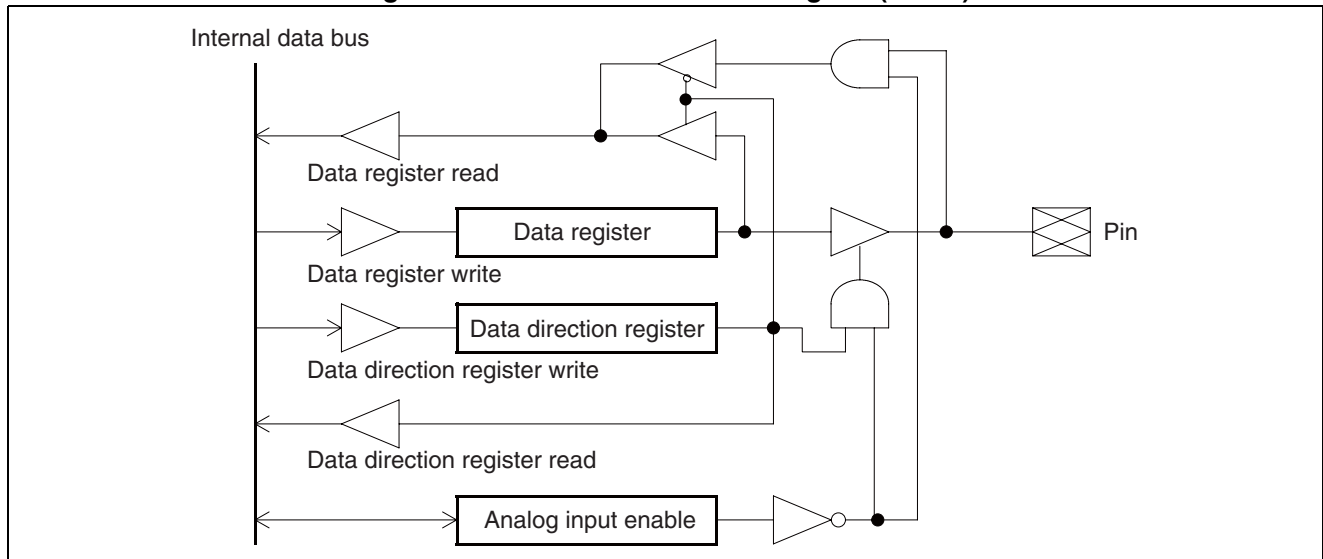 Internal data bus
Data register read
Data register
Pin
Data register write
Data direction register
Data direction register write
Data direction register read
Analog input enable